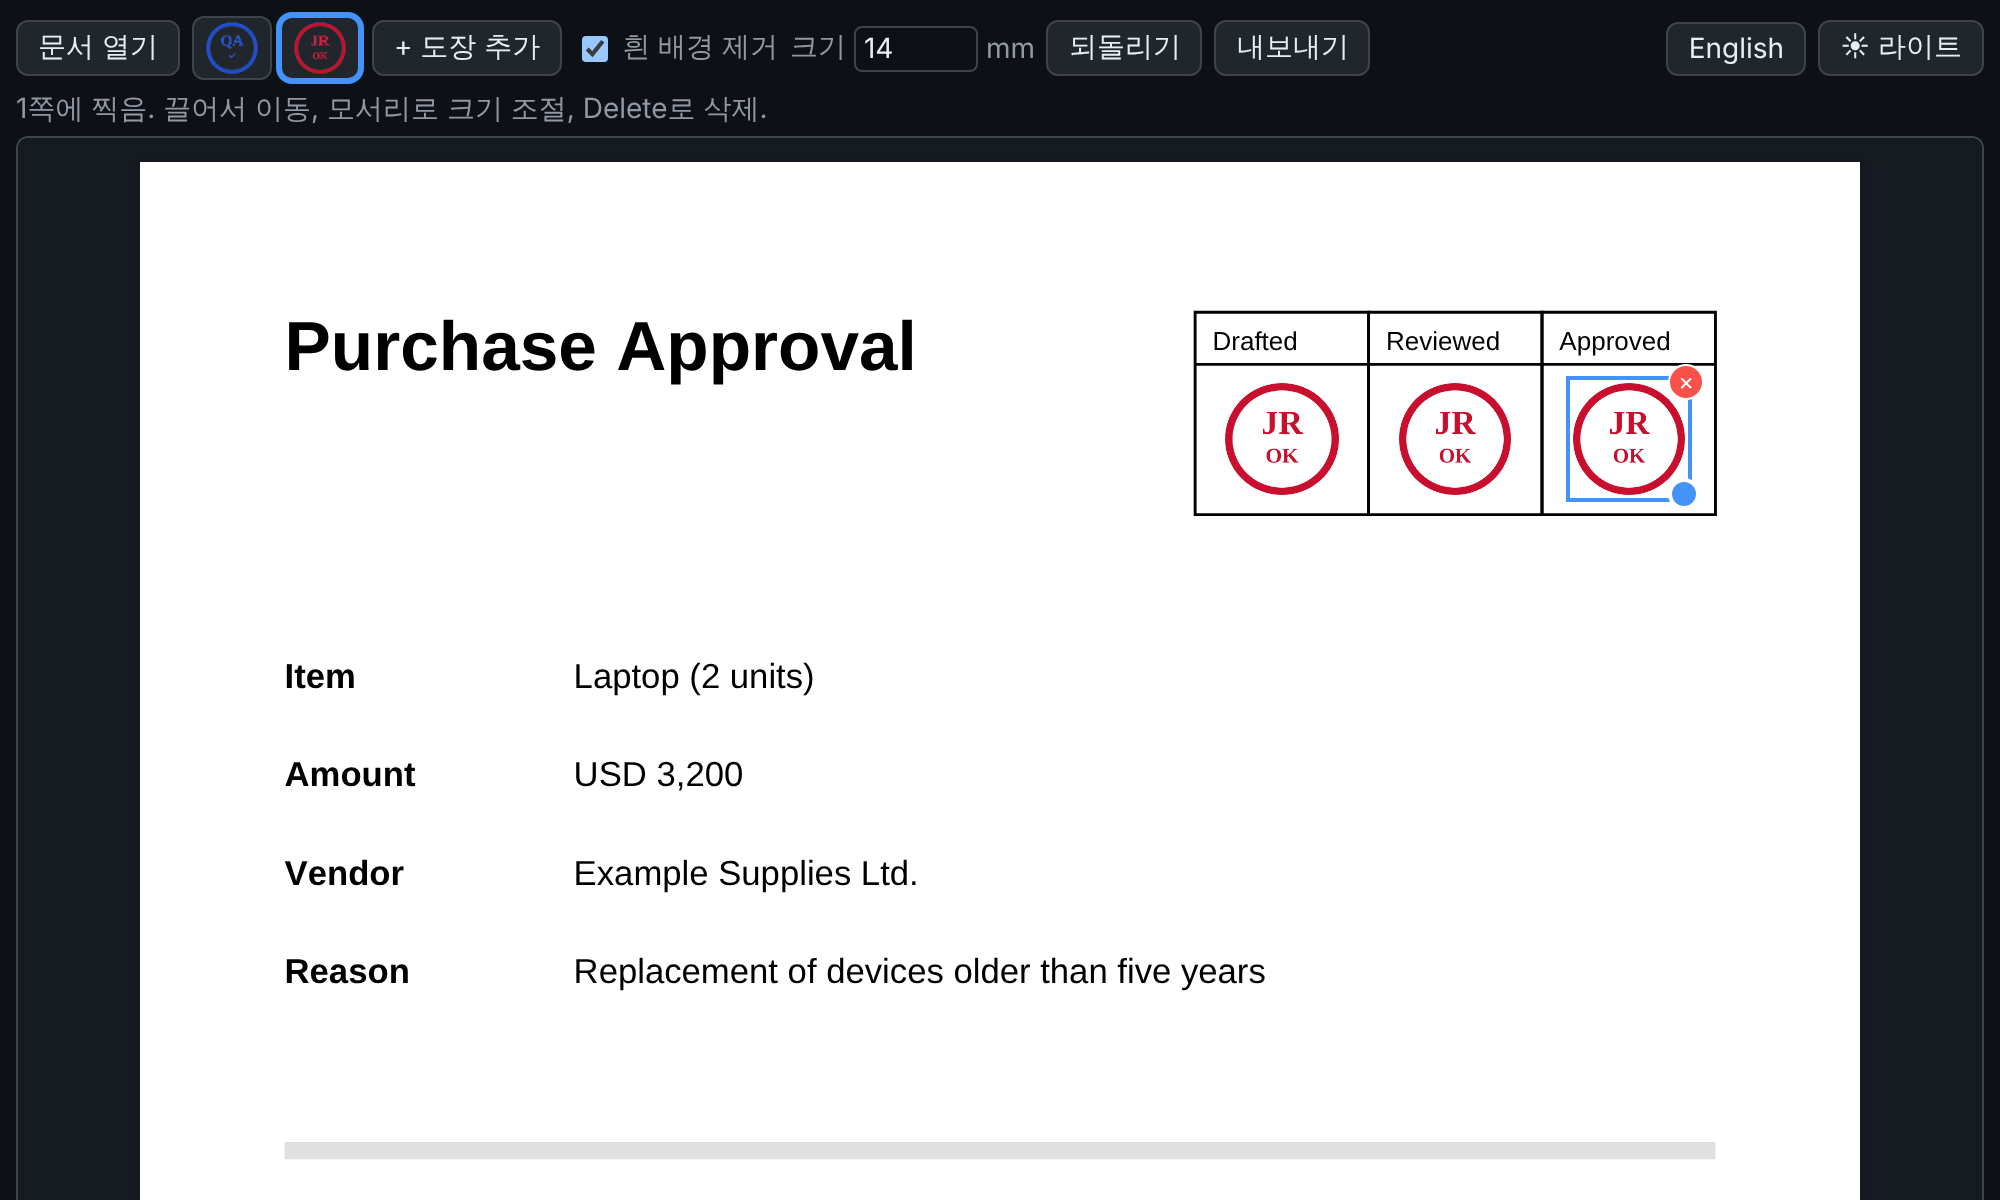 문서 열기 QA JR OK + 도장 추가 흰 배경 제거 크기 14 mm 되돌리기 내보내기 English 라이트
1쪽에 찍음. 끌어서 이동, 모서리로 크기 조절, Delete로 삭제.
Purchase Approval
Drafted Reviewed Approved
JR JR JR
OK OK OK
Item Laptop (2 units)
Amount USD 3,200
Vendor Example Supplies Ltd.
Reason Replacement of devices older than five years